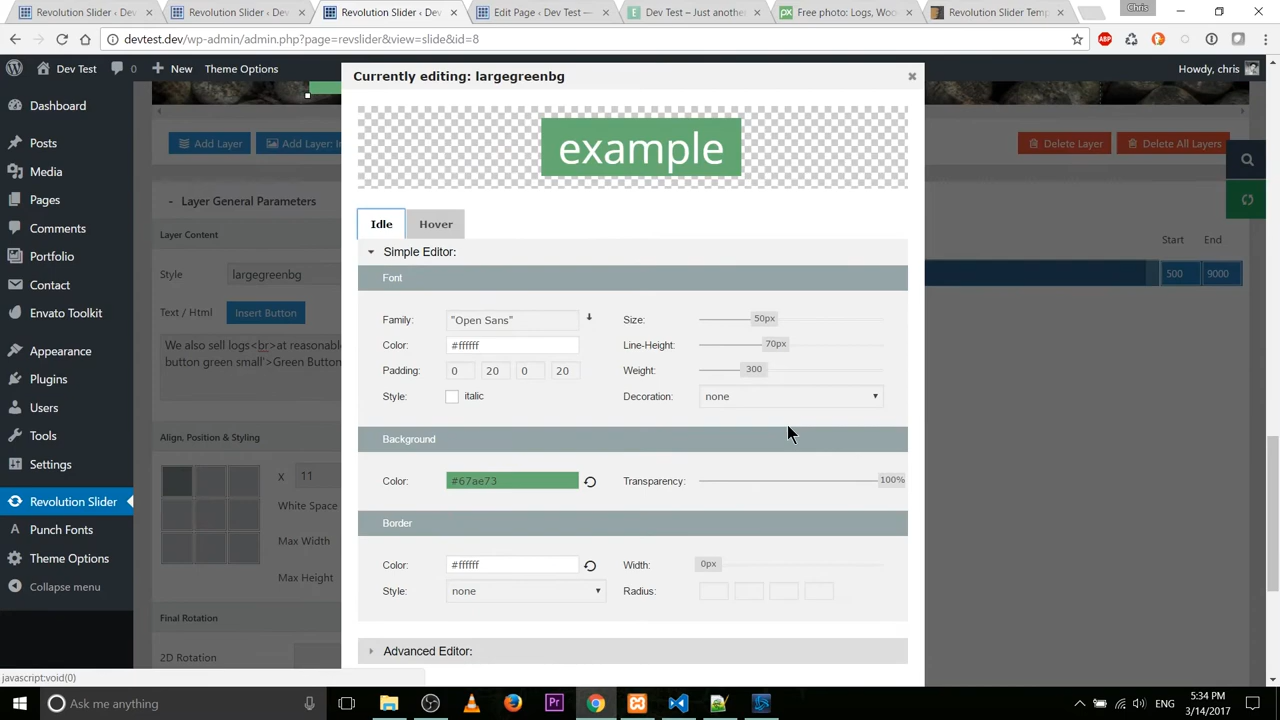 Revolution Slider ‹ De
Revolution Slider ‹ Dev
Revolution Slider ‹ Dev
Edit Page ‹ Dev Test —
Dev Test – Just another
Free photo: Logs, Woo
Revolution Slider Temp
Chris
devtest.dev/wp-admin/admin.php?page=revslider&view=slide&id=8
Dev Test
0
New
Theme Options
Howdy, chris
Currently editing: largegreenbg
example
Dashboard
Posts
Media
Pages
Comments
Portfolio
Contact
Envato Toolkit
Appearance
Plugins
Users
Tools
Settings
Revolution Slider
Punch Fonts
Theme Options
Collapse menu
Add Layer
Add Layer: I
Delete Layer
Delete All Layers
Layer General Parameters
Layer Content
Style
largegreenbg
Text / Html
Insert Button
We also sell logs<br>at reasonable
button green small'>Green Button
Align, Position & Styling
X
11
White Space
Max Width
Max Height
Final Rotation
2D Rotation
Start
End
500
9000
Idle
Hover
Simple Editor:
Font
Family:
"Open Sans"
Size:
50px
Color:
#ffffff
Line-Height:
70px
Padding:
0
20
0
20
Weight:
300
Style:
italic
Decoration:
none
Background
Color:
#67ae73
Transparency:
100%
Border
Color:
#ffffff
Width:
0px
Style:
none
Radius:
Advanced Editor:
javascript:void(0)
Ask me anything
Pr
5:34 PM
3/14/2017